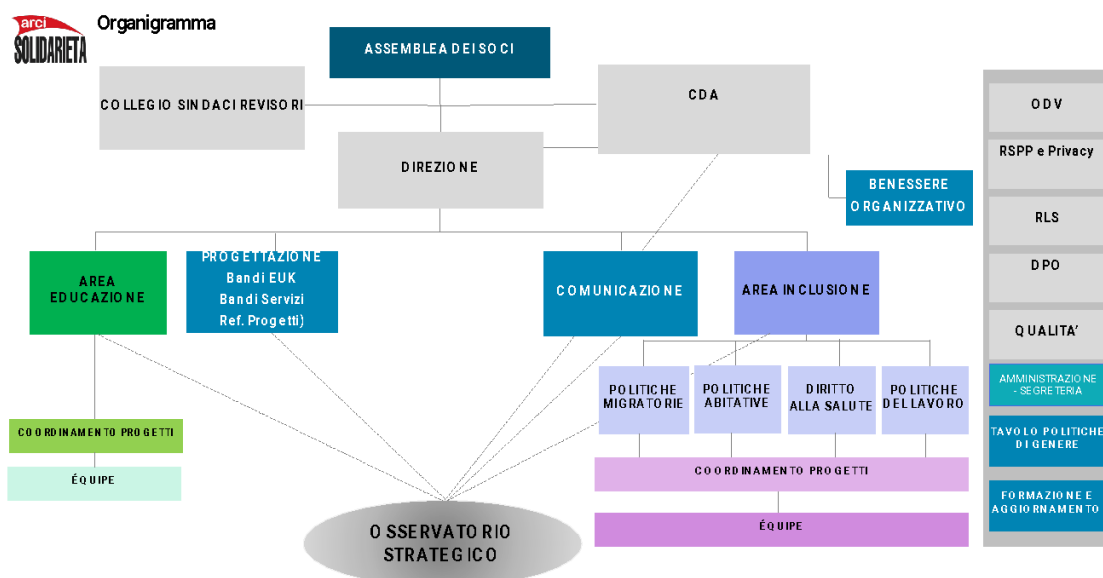 arci
SOLIDARIETA
Organigramma
ASSEMBLEA DEI SOCI
COLLEGIO SINDACI REVISORI
CDA
DIREZIONE
BENESSERE
ORGANIZZATIVO
AREA
EDUCAZIONE
PROGETTAZIONE
Bandi EUK
Bandi Servizi
Ref. Progetti)
COMUNICAZIONE
AREA INCLUSIONE
POLITICHE
MIGRATORIE
POLITICHE
ABITATIVE
DIRITTO
ALLA SALUTE
POLITICHE
DEL LAVORO
COORDINAMENTO PROGETTI
ÉQUIPE
COORDINAMENTO PROGETTI
ÉQUIPE
OSSERVATORIO
STRATEGICO
ODV
RSPP e Privacy
RLS
DPO
QUALITA’
AMMINISTRAZIONE
- SEGRETERIA
TAVOLO POLITICHE
DI GENERE
FORMAZIONE E
AGGIORNAMENTO